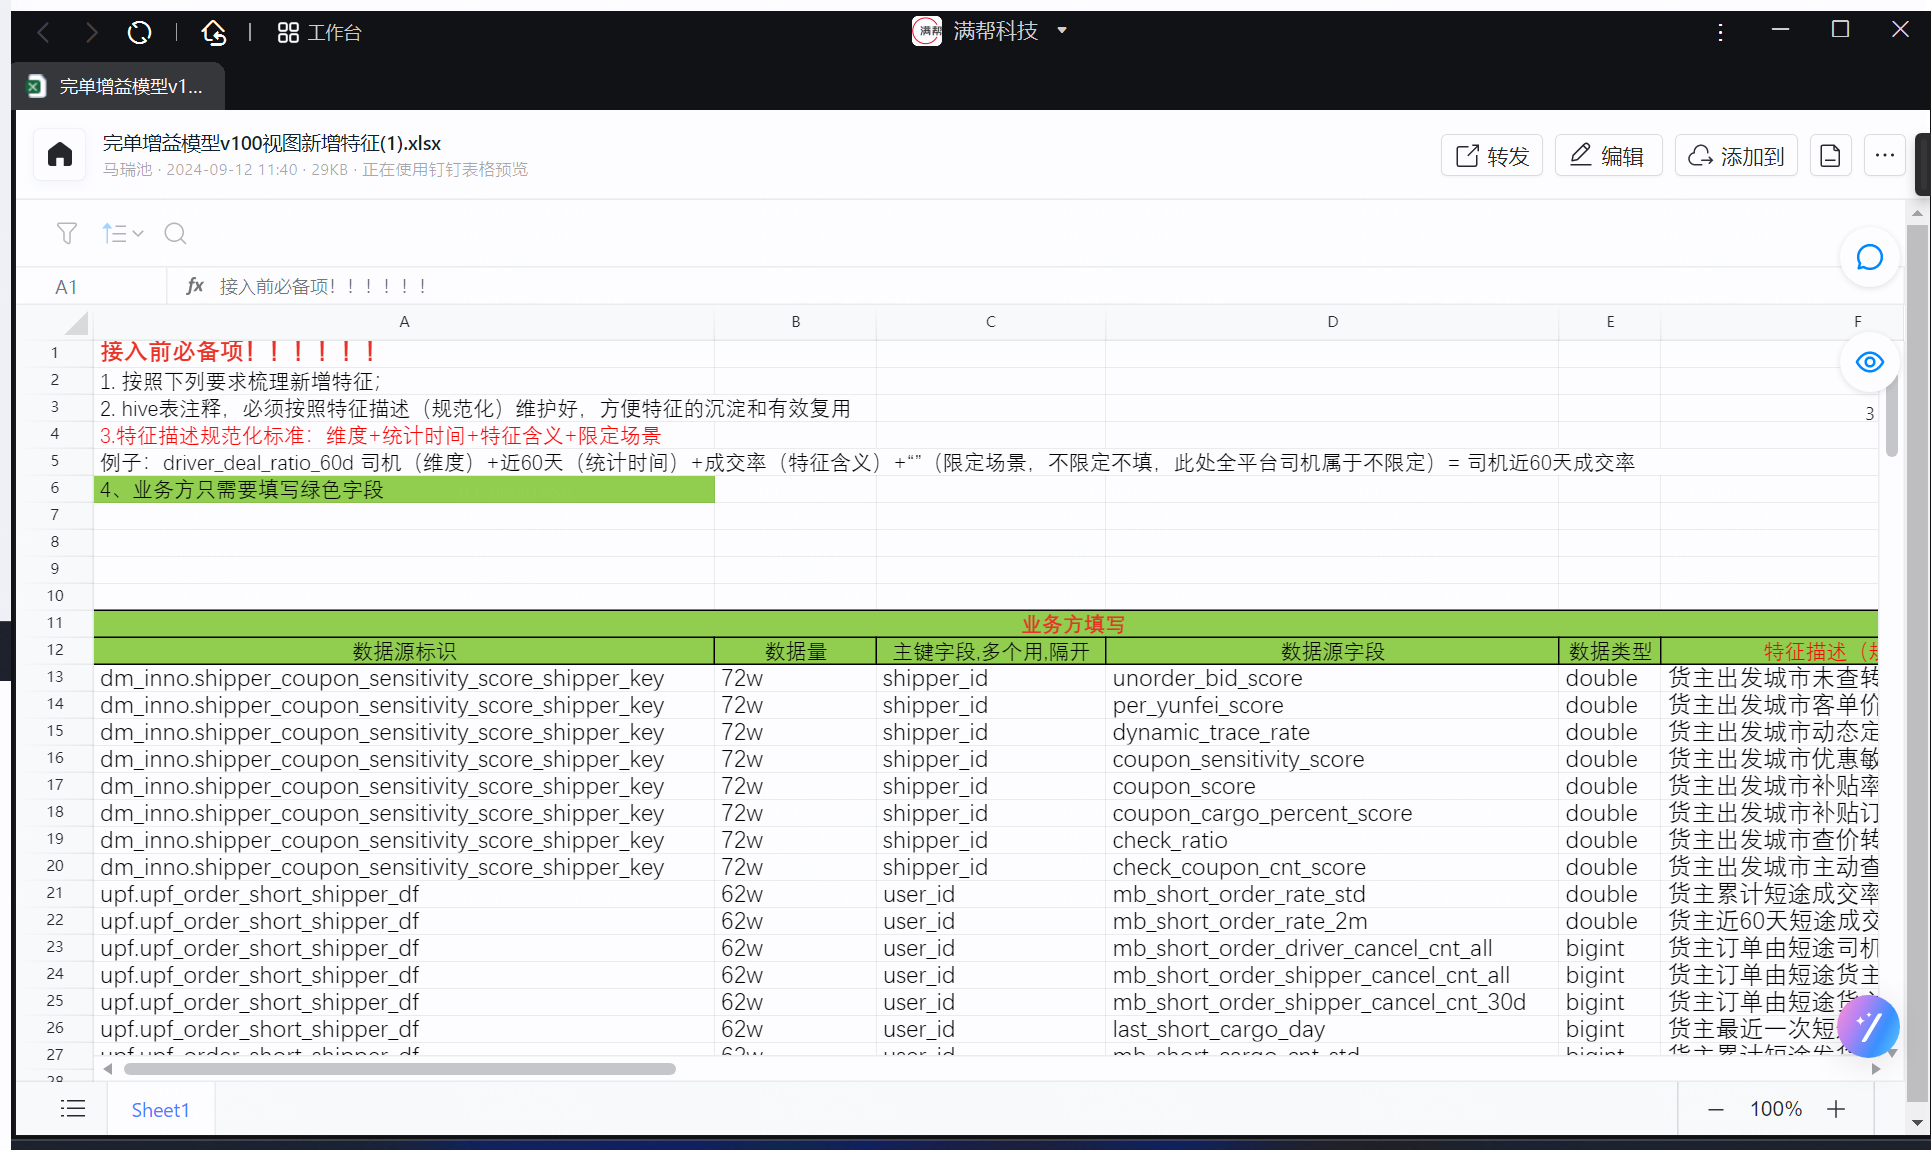 工作台
满帮科技
完单增益模型v1...
完单增益模型v100视图新增特征(1).xlsx
马瑞池 · 2024-09-12 11:40 · 29KB · 正在使用钉钉表格预览
转发
编辑
添加到
A1 fx 接入前必备项！！！！！！
A B C D E F
1 接入前必备项！！！！！！
2 1. 按照下列要求梳理新增特征；
3 2. hive表注释，必须按照特征描述（规范化）维护好，方便特征的沉淀和有效复用 3
4 3.特征描述规范化标准：维度+统计时间+特征含义+限定场景
5 例子：driver_deal_ratio_60d 司机（维度）+近60天（统计时间）+成交率（特征含义）+“”（限定场景，不限定不填，此处全平台司机属于不限定）= 司机近60天成交率
6 4、业务方只需要填写绿色字段
7
8
9
10
11 业务方填写
12 数据源标识 数据量 主键字段,多个用,隔开 数据源字段 数据类型 特征描述（
13 dm_inno.shipper_coupon_sensitivity_score_shipper_key 72w shipper_id unorder_bid_score double 货主出发城市未查转
14 dm_inno.shipper_coupon_sensitivity_score_shipper_key 72w shipper_id per_yunfei_score double 货主出发城市客单价
15 dm_inno.shipper_coupon_sensitivity_score_shipper_key 72w shipper_id dynamic_trace_rate double 货主出发城市动态定
16 dm_inno.shipper_coupon_sensitivity_score_shipper_key 72w shipper_id coupon_sensitivity_score double 货主出发城市优惠敏
17 dm_inno.shipper_coupon_sensitivity_score_shipper_key 72w shipper_id coupon_score double 货主出发城市补贴率
18 dm_inno.shipper_coupon_sensitivity_score_shipper_key 72w shipper_id coupon_cargo_percent_score double 货主出发城市补贴订
19 dm_inno.shipper_coupon_sensitivity_score_shipper_key 72w shipper_id check_ratio double 货主出发城市查价转
20 dm_inno.shipper_coupon_sensitivity_score_shipper_key 72w shipper_id check_coupon_cnt_score double 货主出发城市主动查
21 upf.upf_order_short_shipper_df 62w user_id mb_short_order_rate_std double 货主累计短途成交率
22 upf.upf_order_short_shipper_df 62w user_id mb_short_order_rate_2m double 货主近60天短途成交
23 upf.upf_order_short_shipper_df 62w user_id mb_short_order_driver_cancel_cnt_all bigint 货主订单由短途司机
24 upf.upf_order_short_shipper_df 62w user_id mb_short_order_shipper_cancel_cnt_all bigint 货主订单由短途货主
25 upf.upf_order_short_shipper_df 62w user_id mb_short_order_shipper_cancel_cnt_30d bigint 货主订单由短途货
26 upf.upf_order_short_shipper_df 62w user_id last_short_cargo_day bigint 货主最近一次短
27 upf.upf_order_short_shipper_df 62w user_id mb_short_cargo_cnt_std bigint 货主累计短途发货
28
Sheet1
100%